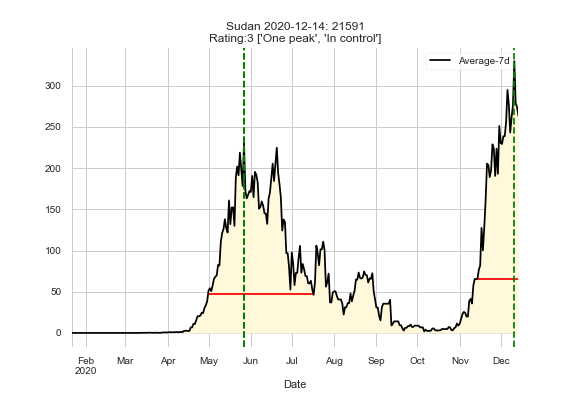 Sudan 2020-12-14: 21591
Rating:3 ['One peak', 'In control']
Average-7d
300
250
200
150
100
50
0
Feb Mar Apr May Jun Jul Aug Sep Oct Nov Dec
2020
Date